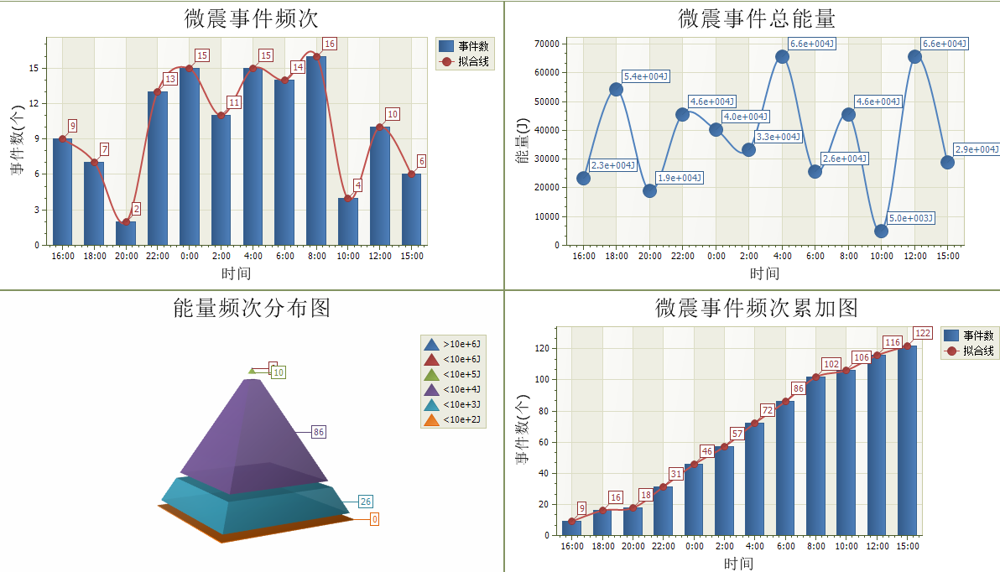 微震事件频次
事件数(个)
15
12
9
6
3
0
9
7
2
13
15
11
15
14
16
4
10
6
16:00 18:00 20:00 22:00 0:00 2:00 4:00 6:00 8:00 10:00 12:00 15:00
时间
事件数
拟合线
微震事件总能量
能量(J)
70000
60000
50000
40000
30000
20000
10000
0
2.3e+004J
5.4e+004J
1.9e+004J
4.6e+004J
4.0e+004J
3.3e+004J
6.6e+004J
2.6e+004J
4.6e+004J
5.0e+003J
6.6e+004J
2.9e+004J
16:00 18:00 20:00 22:00 0:00 2:00 4:00 6:00 8:00 10:00 12:00 15:00
时间
能量频次分布图
10
86
26
0
>10e+6J
<10e+6J
<10e+5J
<10e+4J
<10e+3J
<10e+2J
微震事件频次累加图
事件数(个)
120
100
80
60
40
20
0
9
16
18
31
46
57
72
86
102
106
116
122
16:00 18:00 20:00 22:00 0:00 2:00 4:00 6:00 8:00 10:00 12:00 15:00
时间
事件数
拟合线